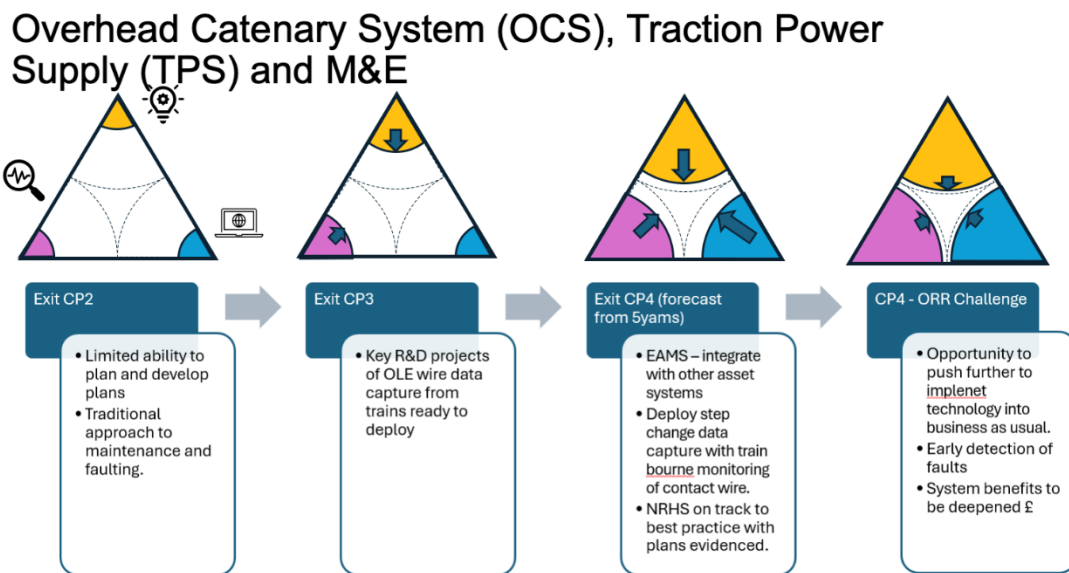 Overhead Catenary System (OCS), Traction Power
Supply (TPS) and M&E
Exit CP2
• Limited ability to
plan and develop
plans
• Traditional
approach to
maintenance and
faulting.
Exit CP3
• Key R&D projects
of OLE wire data
capture from
trains ready to
deploy
Exit CP4 (forecast
from 5yams)
• EAMS – integrate
with other asset
systems
• Deploy step
change data
capture with train
bourne monitoring
of contact wire.
• NRHS on track to
best practice with
plans evidenced.
CP4 - ORR Challenge
• Opportunity to
push further to
implenet
technology into
business as usual.
• Early detection of
faults
• System benefits to
be deepened £